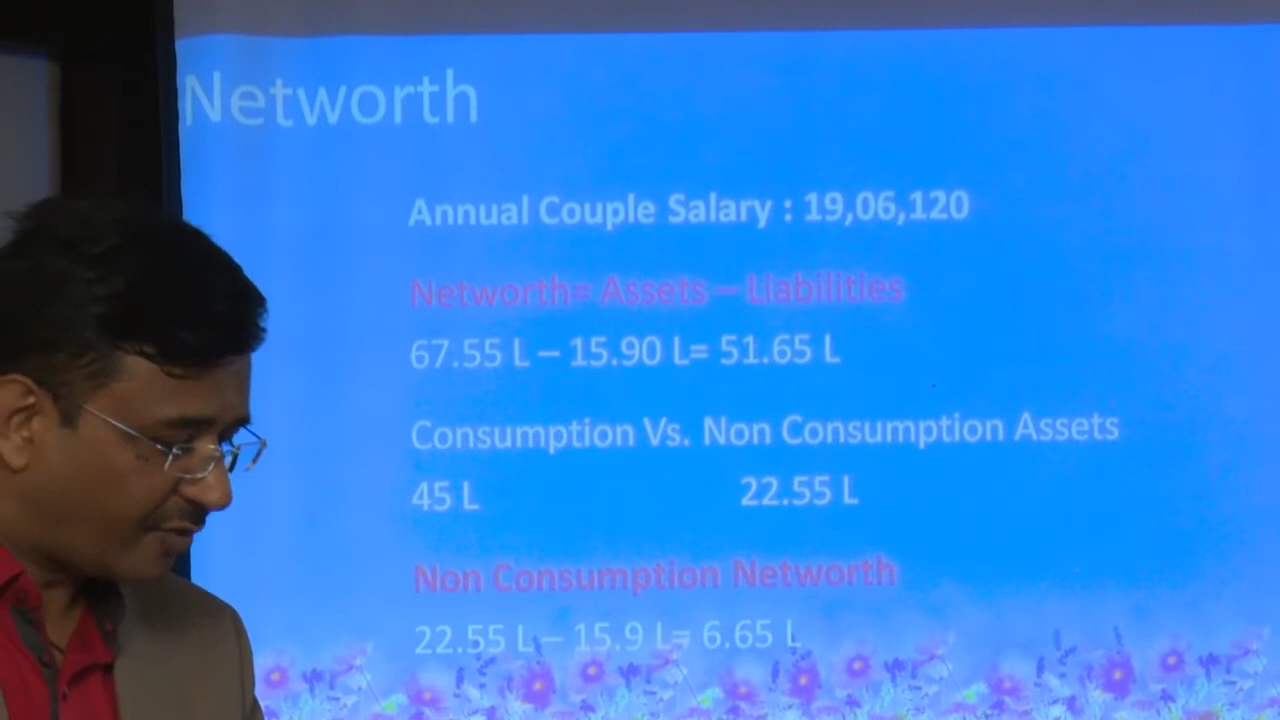 Networth
Annual Couple Salary : 19,06,120
Networth= Assets – Liabilities
67.55 L – 15.90 L= 51.65 L
Consumption Vs. Non Consumption Assets
45 L 22.55 L
Non Consumption Networth
22.55 L – 15.9 L= 6.65 L